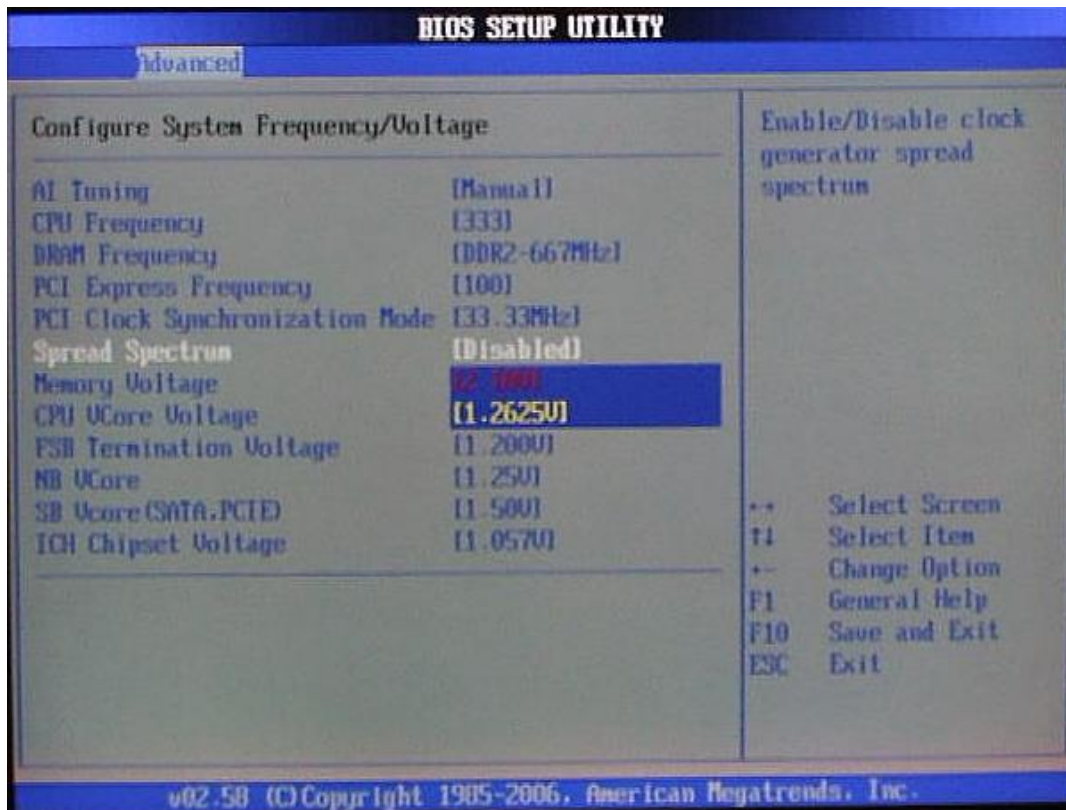 BIOS SETUP UTILITY
Advanced
Configure System Frequency/Voltage
AI Tuning [Manual]
CPU Frequency [333]
DRAM Frequency [DDR2-667MHz]
PCI Express Frequency [100]
PCI Clock Synchronization Mode [33.33MHz]
Spread Spectrum [Disabled]
Memory Voltage
CPU VCore Voltage [1.2625V]
FSB Termination Voltage [1.200V]
NB VCore [1.25V]
SB Vcore(SATA,PCIE) [1.50V]
ICH Chipset Voltage [1.057V]
Enable/Disable clock
generator spread
spectrum
←→ Select Screen
↑↓ Select Item
+- Change Option
F1 General Help
F10 Save and Exit
ESC Exit
v02.58 (C)Copyright 1985-2006, American Megatrends, Inc.